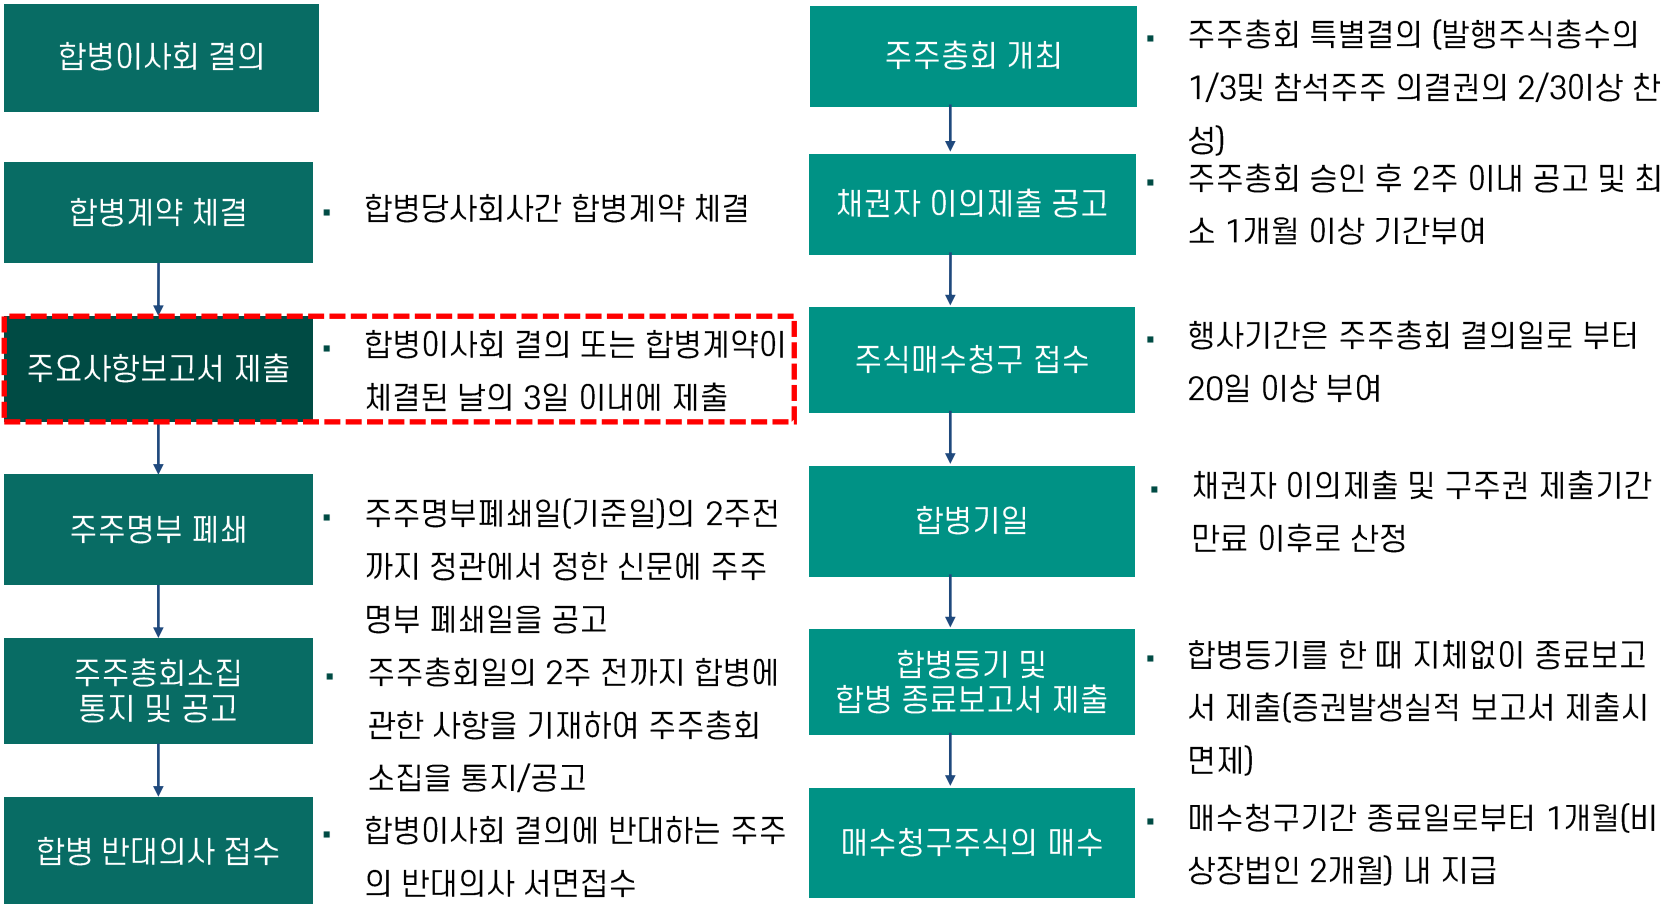 합병이사회 결의
합병계약 체결
▪ 합병당사회사간 합병계약 체결
주요사항보고서 제출
▪ 합병이사회 결의 또는 합병계약이
체결된 날의 3일 이내에 제출
주주명부 폐쇄
▪ 주주명부폐쇄일(기준일)의 2주전
까지 정관에서 정한 신문에 주주
명부 폐쇄일을 공고
주주총회소집
통지 및 공고
▪ 주주총회일의 2주 전까지 합병에
관한 사항을 기재하여 주주총회
소집을 통지/공고
합병 반대의사 접수
▪ 합병이사회 결의에 반대하는 주주
의 반대의사 서면접수
주주총회 개최
▪ 주주총회 특별결의 (발행주식총수의
1/3및 참석주주 의결권의 2/3이상 찬
성)
채권자 이의제출 공고
▪ 주주총회 승인 후 2주 이내 공고 및 최
소 1개월 이상 기간부여
주식매수청구 접수
▪ 행사기간은 주주총회 결의일로 부터
20일 이상 부여
합병기일
▪ 채권자 이의제출 및 구주권 제출기간
만료 이후로 산정
합병등기 및
합병 종료보고서 제출
▪ 합병등기를 한 때 지체없이 종료보고
서 제출(증권발생실적 보고서 제출시
면제)
매수청구주식의 매수
▪ 매수청구기간 종료일로부터 1개월(비
상장법인 2개월) 내 지급